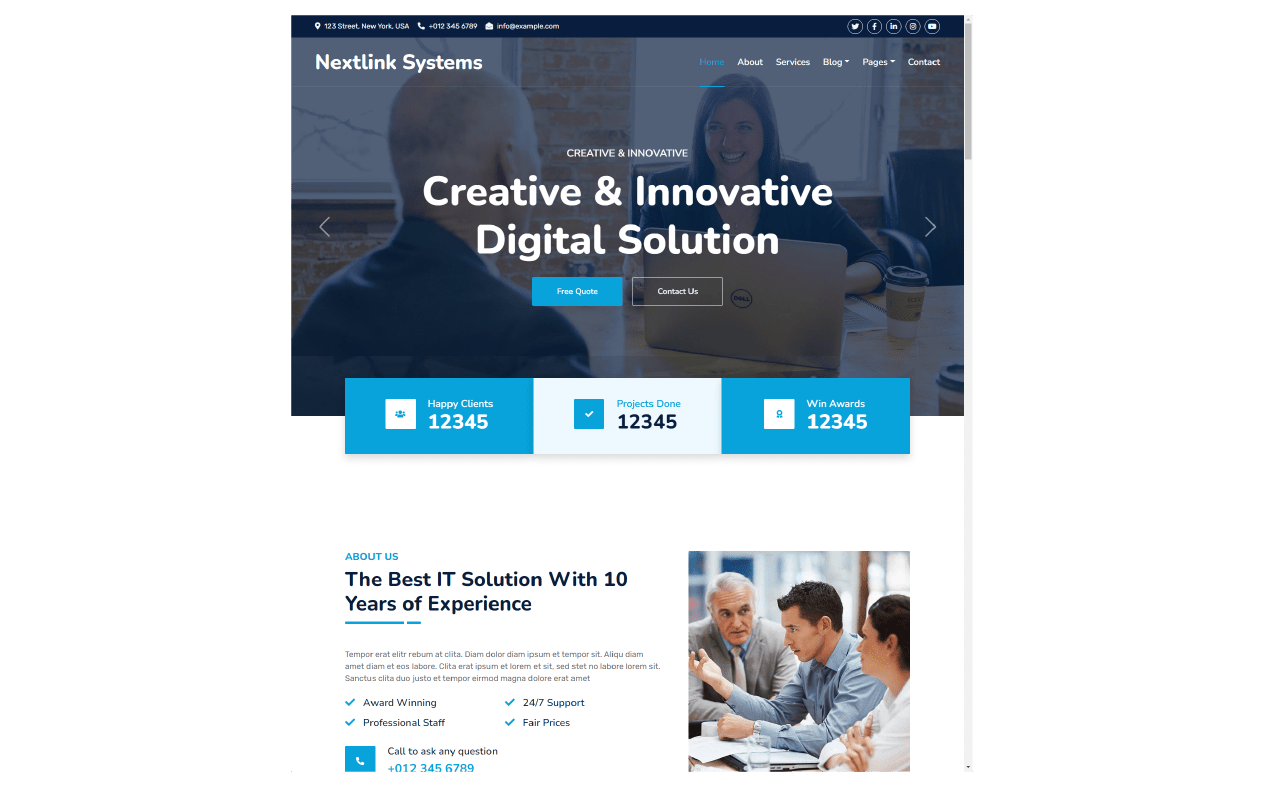 123 Street, New York, USA +012 345 6789 info@example.com
Nextlink Systems
Home About Services Blog Pages Contact
CREATIVE & INNOVATIVE
Creative & Innovative
Digital Solution
Free Quote Contact Us
DELL
Happy Clients
12345
Projects Done
12345
Win Awards
12345
ABOUT US
The Best IT Solution With 10
Years of Experience
Tempor erat elitr rebum at clita. Diam dolor diam ipsum et tempor sit. Aliqu diam
amet diam et eos labore. Clita erat ipsum et lorem et sit, sed stet no labore lorem sit.
Sanctus clita duo justo et tempor eirmod magna dolore erat amet
Award Winning 24/7 Support
Professional Staff Fair Prices
Call to ask any question
+012 345 6789